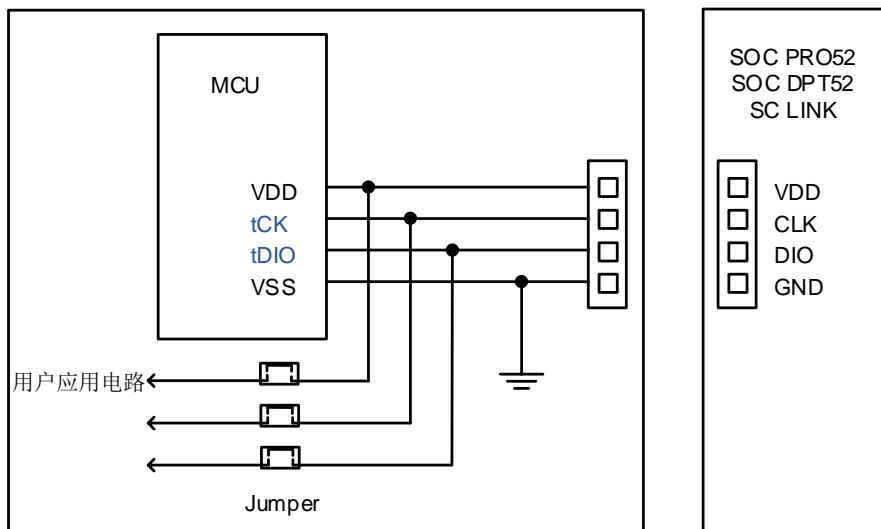 MCU
VDD
tCK
tDIO
VSS
用户应用电路
Jumper
SOC PRO52
SOC DPT52
SC LINK
VDD
CLK
DIO
GND